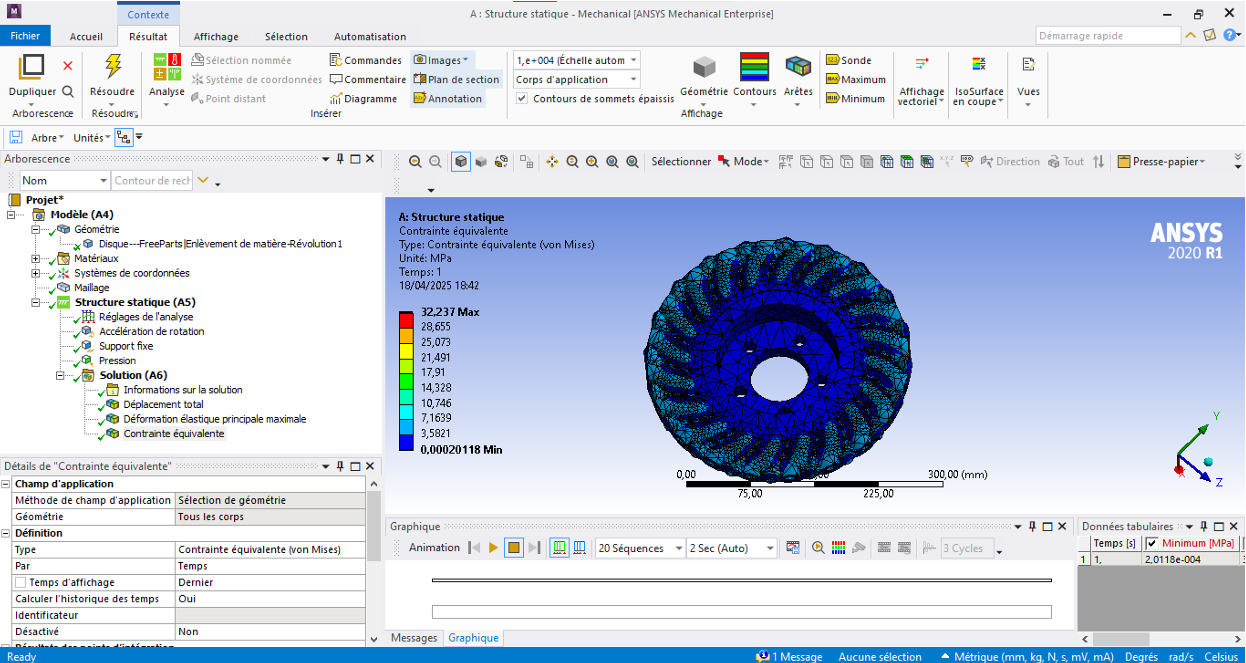 Contexte
A : Structure statique - Mechanical [ANSYS Mechanical Enterprise]
Fichier Accueil Résultat Affichage Sélection Automatisation Démarrage rapide
Dupliquer
Arborescence
Résoudre
Résoudre
Analyse
Sélection nommée
Système de coordonnées
Point distant
Commandes
Commentaire
Diagramme
Images
Plan de section
Annotation
Insérer
1,e+004 (Échelle autom
Corps d'application
Contours de sommets épaissis
Géométrie
Contours
Arêtes
Affichage
Sonde
Maximum
Minimum
Affichage
vectoriel
IsoSurface
en coupe
Vues
Arbre Unités
Arborescence
Nom Contour de rech
Projet*
Modèle (A4)
Géométrie
Disque---FreeParts|Enlèvement de matière-Révolution1
Matériaux
Systèmes de coordonnées
Maillage
Structure statique (A5)
Réglages de l'analyse
Accélération de rotation
Support fixe
Pression
Solution (A6)
Informations sur la solution
Déplacement total
Déformation élastique principale maximale
Contrainte équivalente
Détails de "Contrainte équivalente"
Champ d'application
Méthode de champ d'application Sélection de géométrie
Géométrie Tous les corps
Définition
Type Contrainte équivalente (von Mises)
Par Temps
Temps d'affichage Dernier
Calculer l'historique des temps Oui
Identificateur
Désactivé Non
Résultats des points d'intégration
Sélectionner Mode Direction Tout Presse-papier
A: Structure statique
Contrainte équivalente
Type: Contrainte équivalente (von Mises)
Unité: MPa
Temps: 1
18/04/2025 18:42
32,237 Max
28,655
25,073
21,491
17,91
14,328
10,746
7,1639
3,5821
0,00020118 Min
ANSYS
2020 R1
0,00 300,00 (mm)
75,00 225,00
Y
X
Z
Graphique
Animation 20 Séquences 2 Sec (Auto) 3 Cycles
Messages Graphique
Données tabulaires
Temps [s] Minimum [MPa]
1 1, 2,0118e-004
Ready 1 Message Aucune sélection Métrique (mm, kg, N, s, mV, mA) Degrés rad/s Celsius